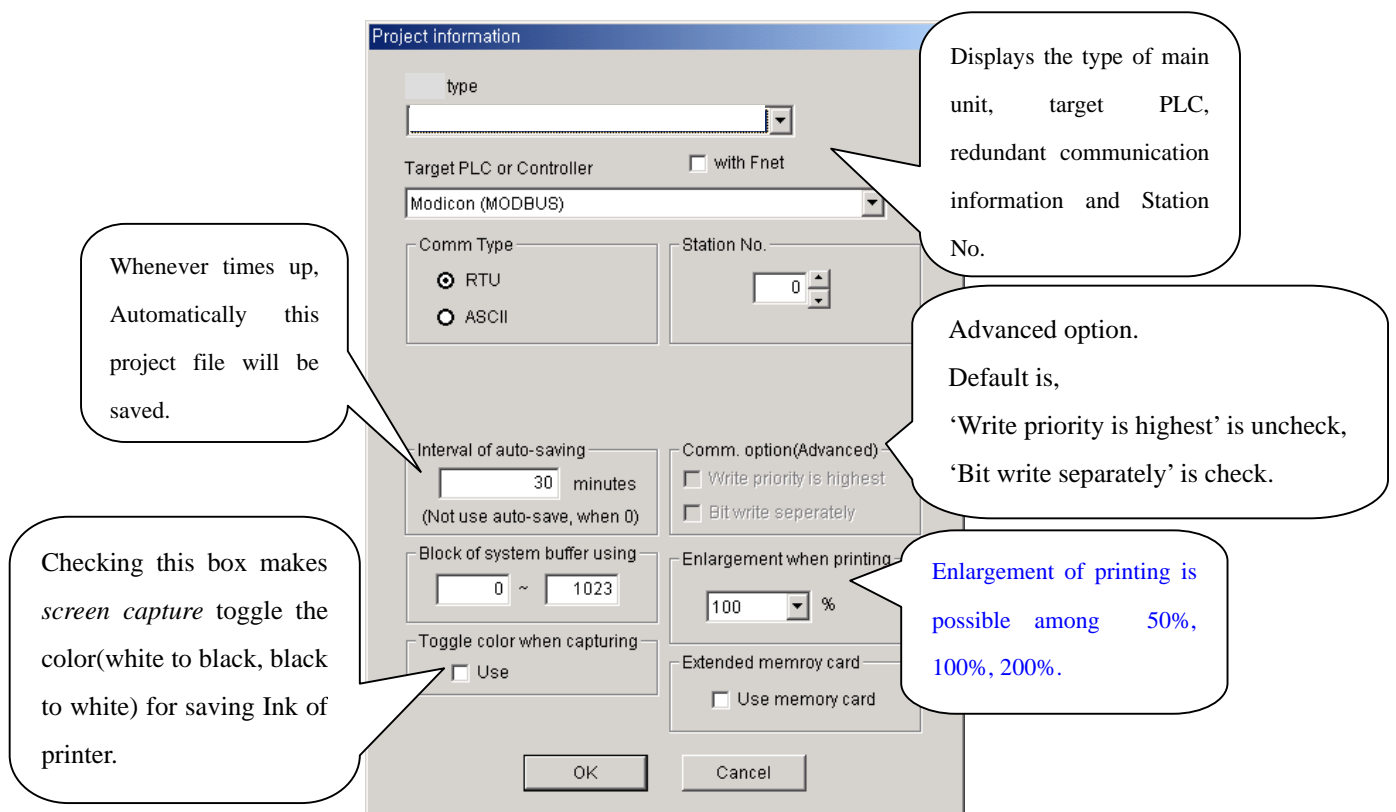 Project information
type
with Fnet
Target PLC or Controller
Modicon (MODBUS)
Comm Type
RTU
ASCII
Station No.
0
Interval of auto-saving
30 minutes
(Not use auto-save, when 0)
Comm. option(Advanced)
Write priority is highest
Bit write seperately
Block of system buffer using
0 ~ 1023
Enlargement when printing
100 %
Toggle color when capturing
Use
Extended memroy card
Use memory card
OK
Cancel
Displays the type of main
unit, target PLC,
redundant communication
information and Station
No.
Whenever times up,
Automatically this
project file will be
saved.
Advanced option.
Default is,
‘Write priority is highest’ is uncheck,
‘Bit write separately’ is check.
Checking this box makes
screen capture toggle the
color(white to black, black
to white) for saving Ink of
printer.
Enlargement of printing is
possible among 50%,
100%, 200%.